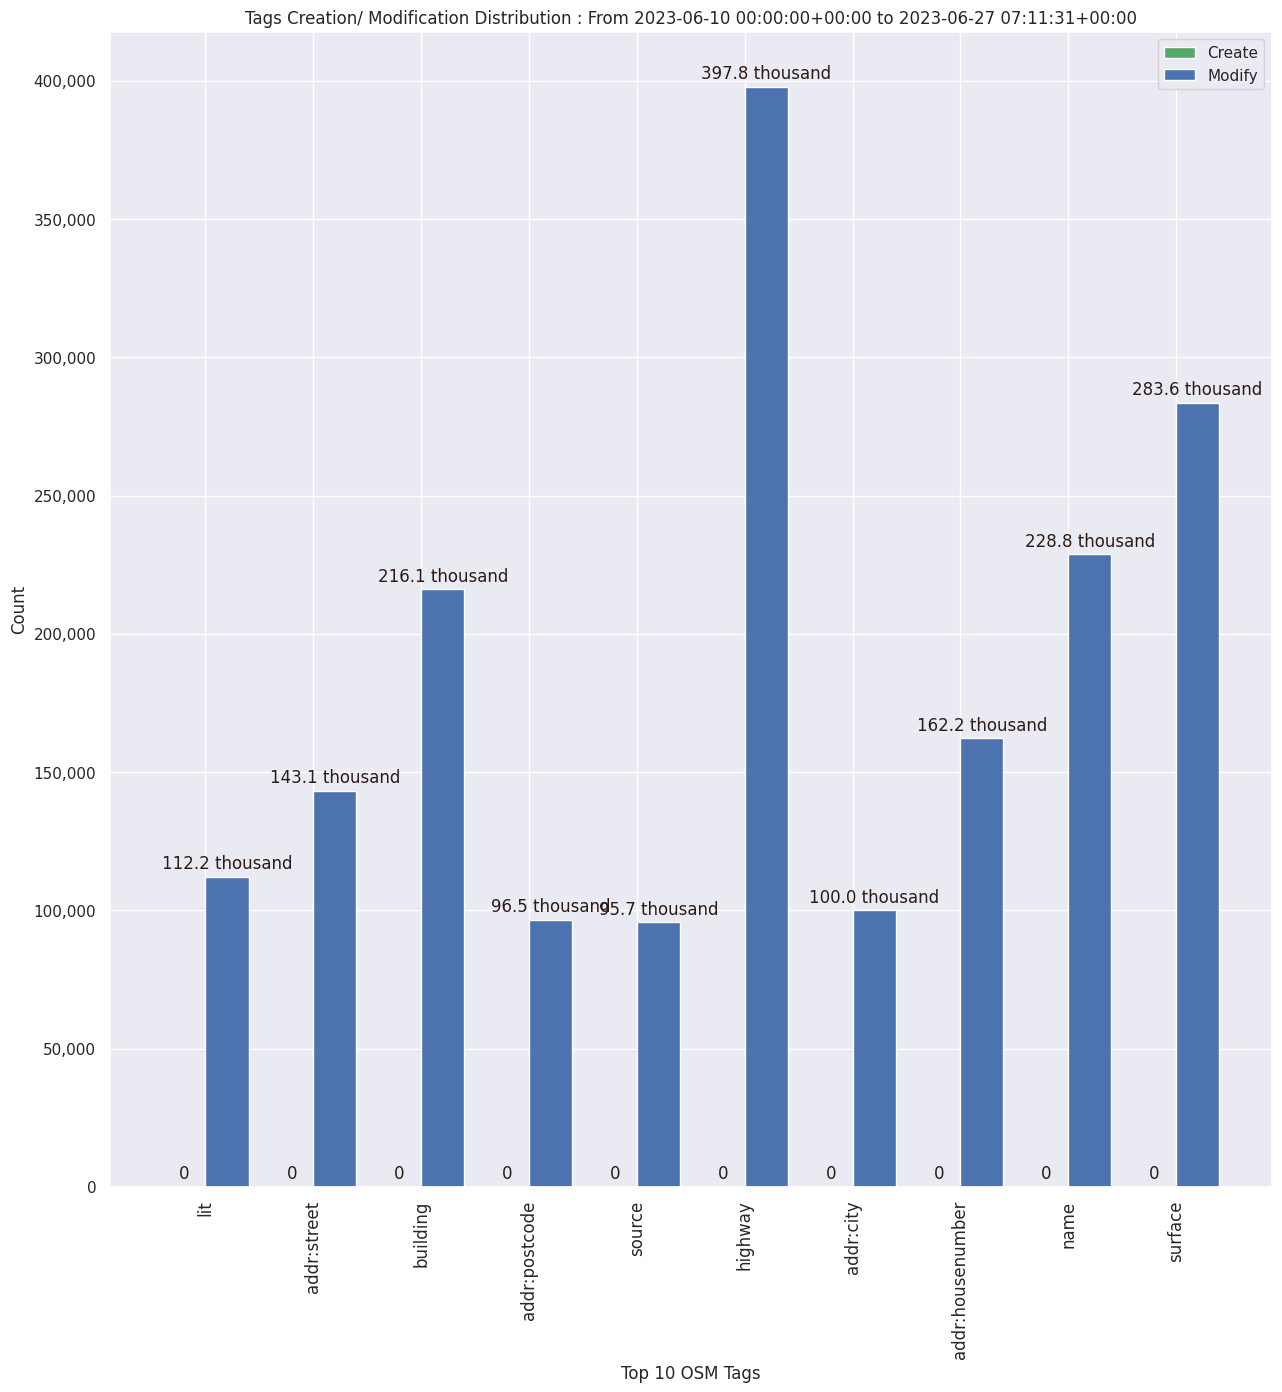 Tags Creation/ Modification Distribution : From 2023-06-10 00:00:00+00:00 to 2023-06-27 07:11:31+00:00
Create
Modify
400,000
350,000
300,000
250,000
200,000
150,000
100,000
50,000
0
Count
397.8 thousand
283.6 thousand
228.8 thousand
216.1 thousand
162.2 thousand
143.1 thousand
112.2 thousand
96.5 thousand
95.7 thousand
100.0 thousand
0
0
0
0
0
0
0
0
0
0
lit
addr:street
building
addr:postcode
source
highway
addr:city
addr:housenumber
name
surface
Top 10 OSM Tags